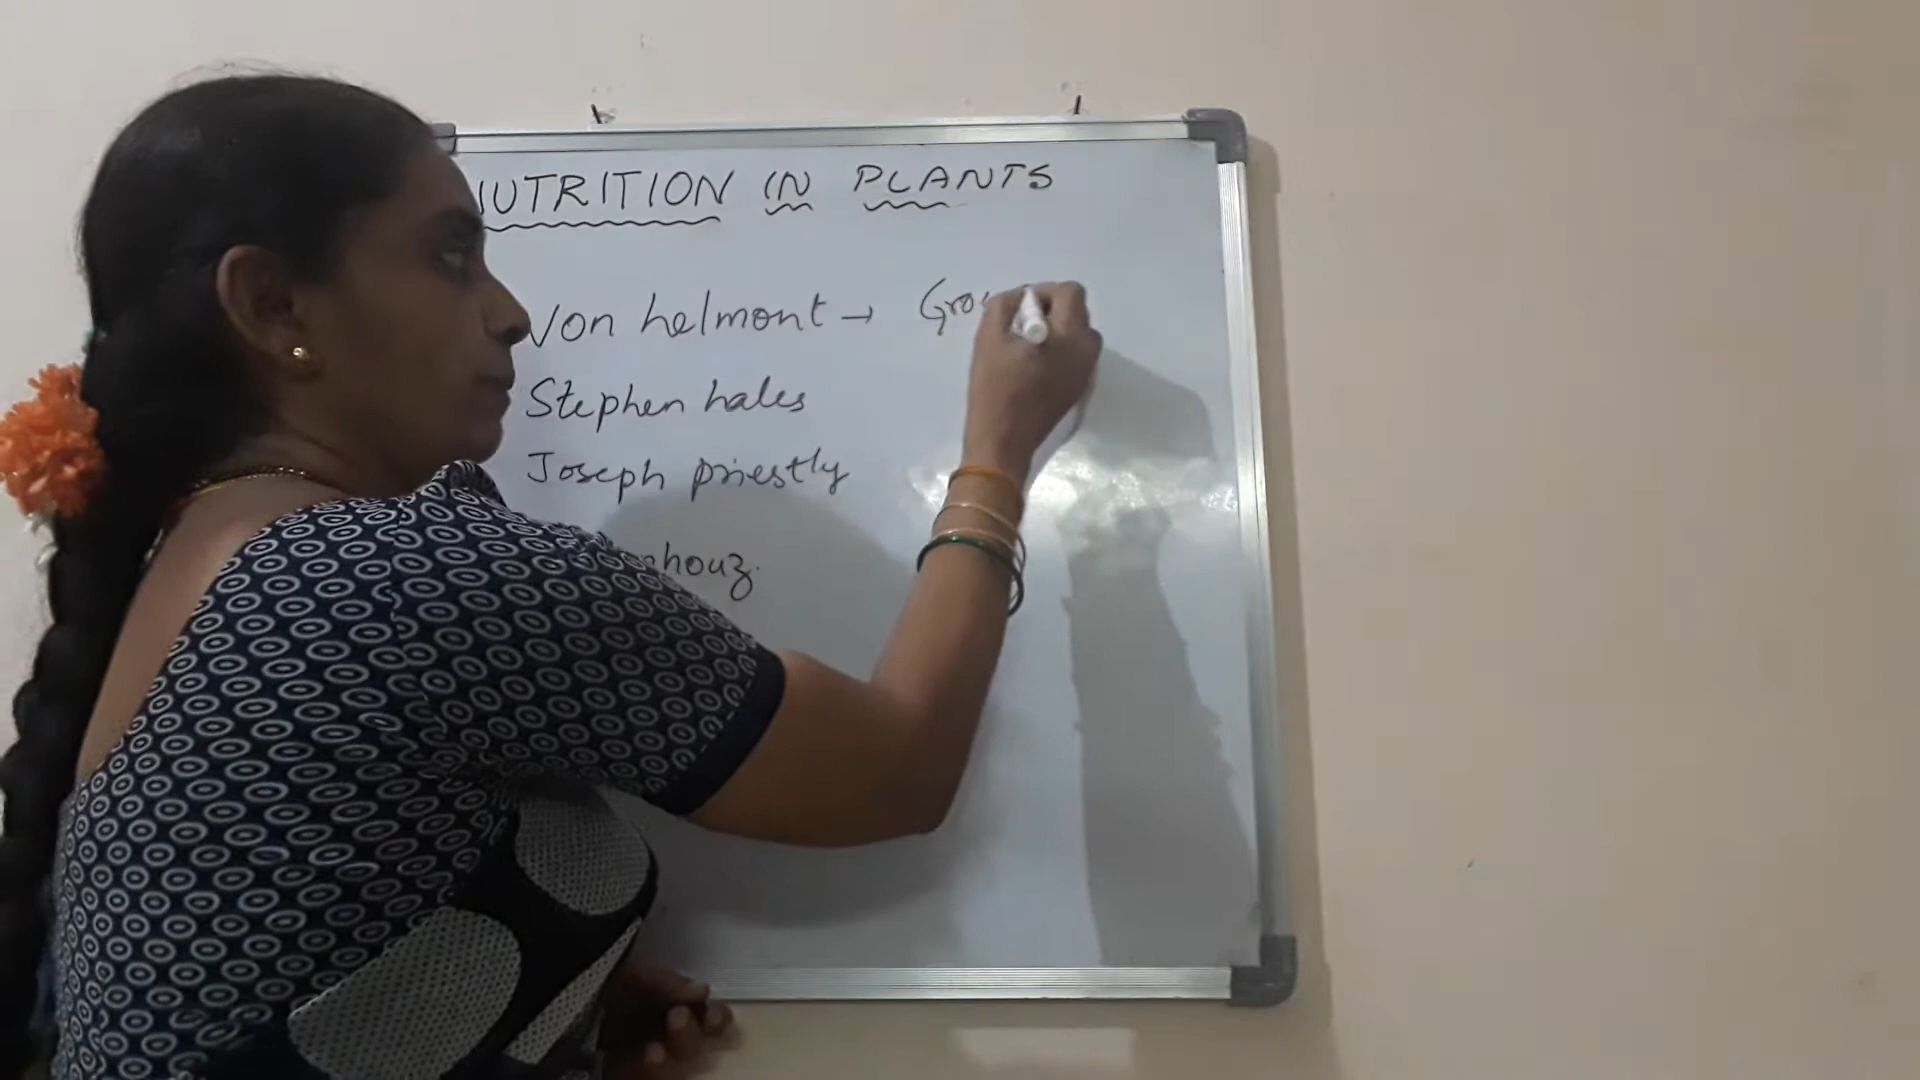 NUTRITION IN PLANTS
Von helmont →
Stephen hales
Joseph priestly